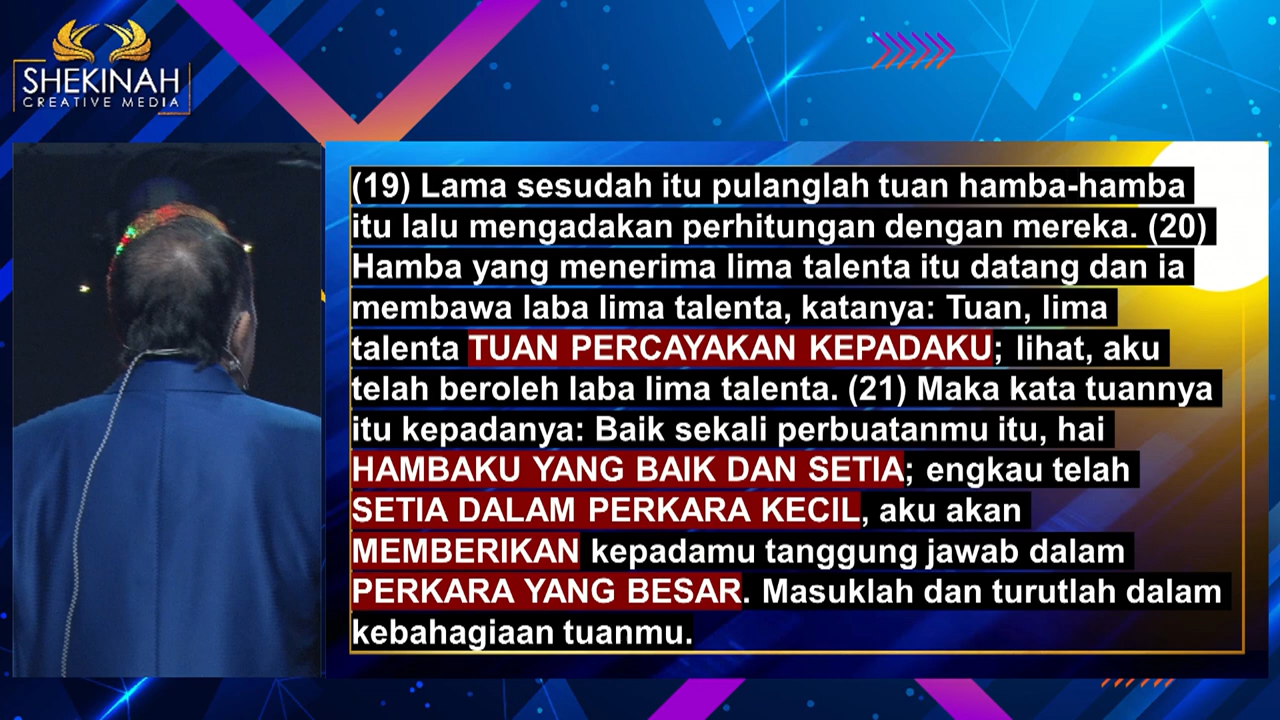 SHEKINAH
CREATIVE MEDIA
(19) Lama sesudah itu pulanglah tuan hamba-hamba
itu lalu mengadakan perhitungan dengan mereka. (20)
Hamba yang menerima lima talenta itu datang dan ia
membawa laba lima talenta, katanya: Tuan, lima
talenta TUAN PERCAYAKAN KEPADAKU; lihat, aku
telah beroleh laba lima talenta. (21) Maka kata tuannya
itu kepadanya: Baik sekali perbuatanmu itu, hai
HAMBAKU YANG BAIK DAN SETIA; engkau telah
SETIA DALAM PERKARA KECIL, aku akan
MEMBERIKAN kepadamu tanggung jawab dalam
PERKARA YANG BESAR. Masuklah dan turutlah dalam
kebahagiaan tuanmu.